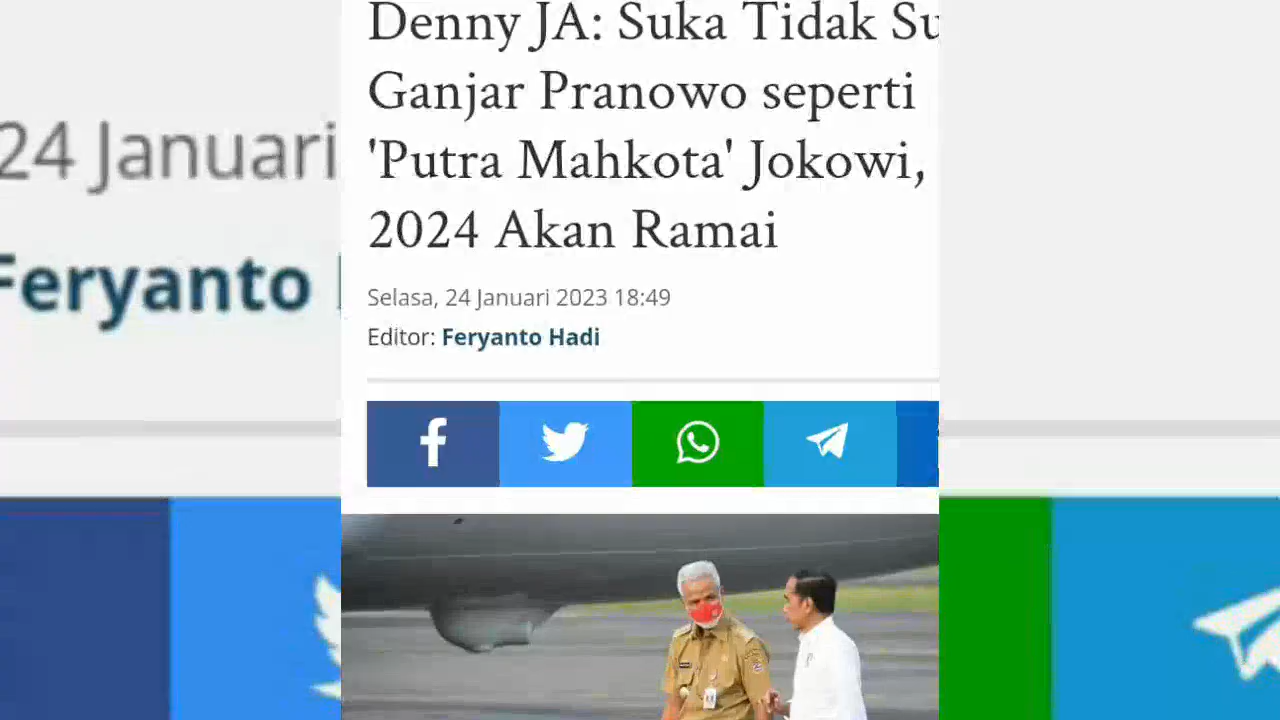 Denny JA: Suka Tidak Su
Ganjar Pranowo seperti
'Putra Mahkota' Jokowi,
2024 Akan Ramai
Selasa, 24 Januari 2023 18:49
Editor: Feryanto Hadi
24 Januari
Feryanto